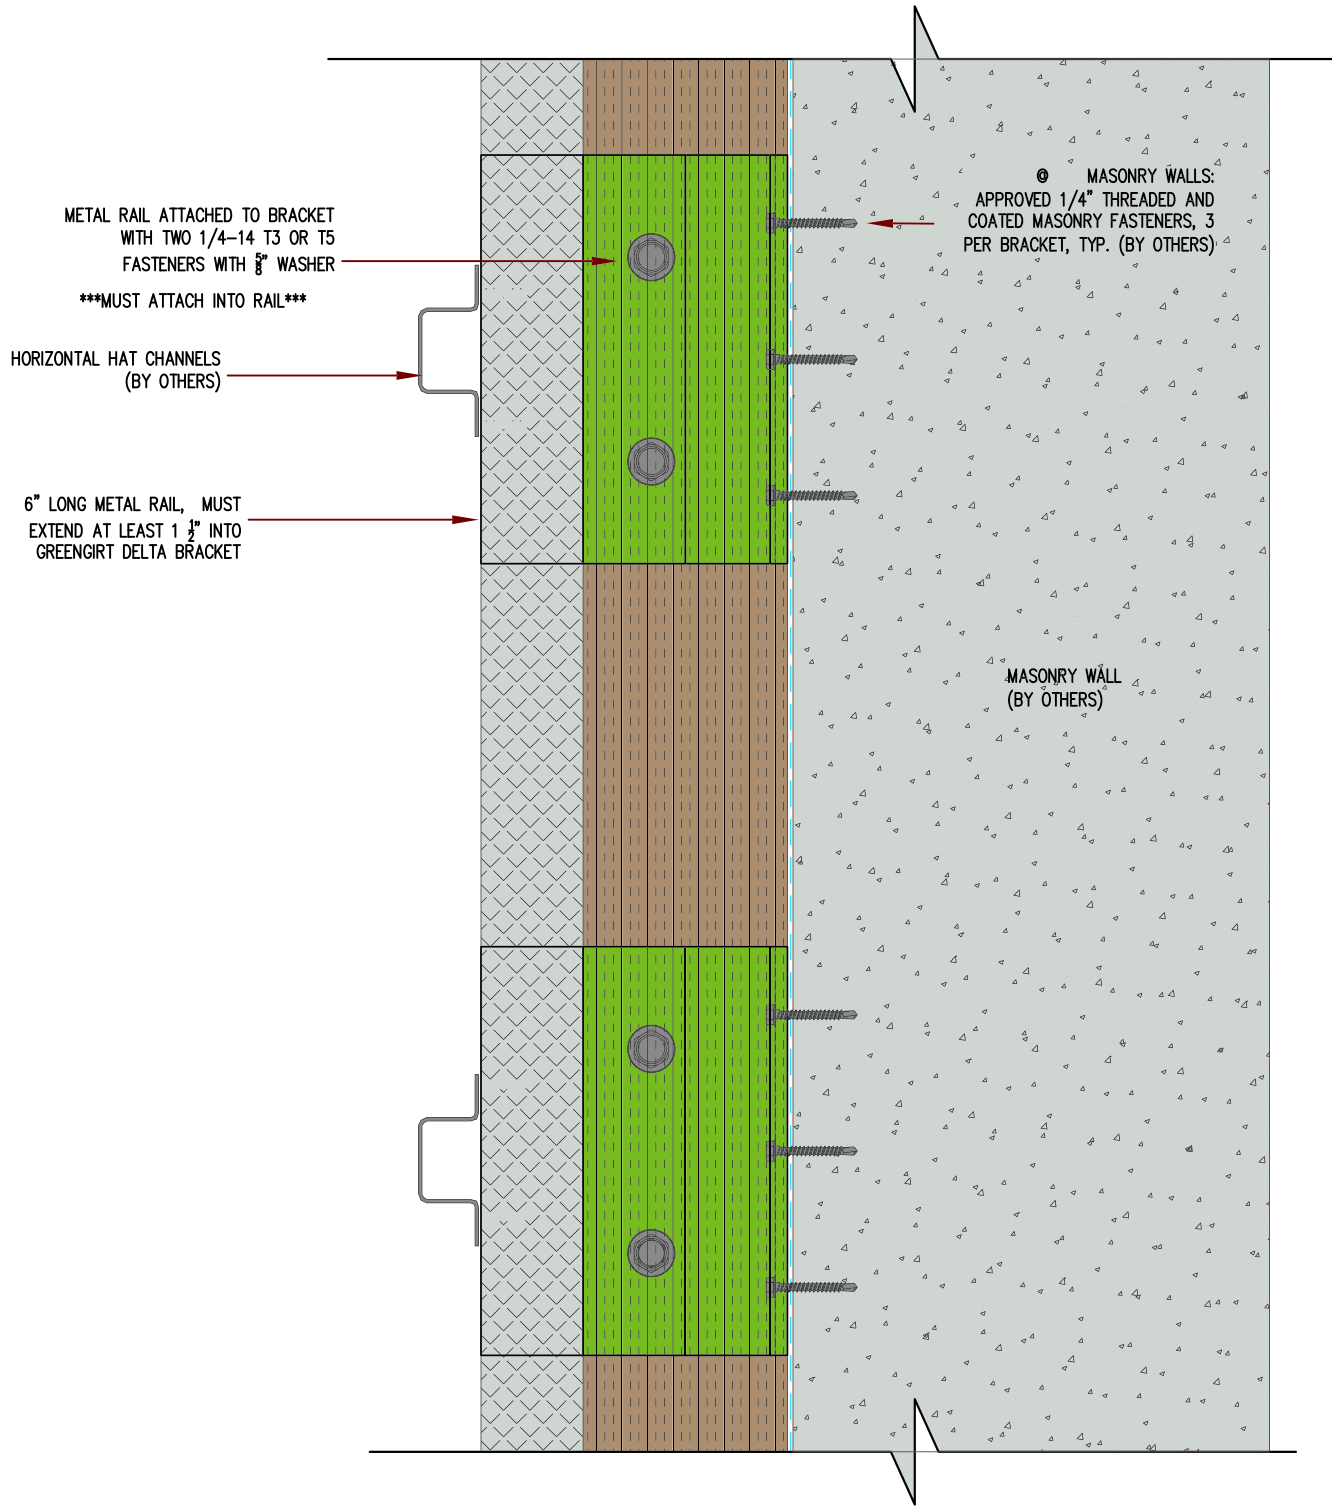 METAL RAIL ATTACHED TO BRACKET
WITH TWO 1/4-14 T3 OR T5
FASTENERS WITH 5/8" WASHER
***MUST ATTACH INTO RAIL***
HORIZONTAL HAT CHANNELS
(BY OTHERS)
6" LONG METAL RAIL, MUST
EXTEND AT LEAST 1 1/2" INTO
GREENGIRT DELTA BRACKET
@ MASONRY WALLS:
APPROVED 1/4" THREADED AND
COATED MASONRY FASTENERS, 3
PER BRACKET, TYP. (BY OTHERS)
MASONRY WALL
(BY OTHERS)